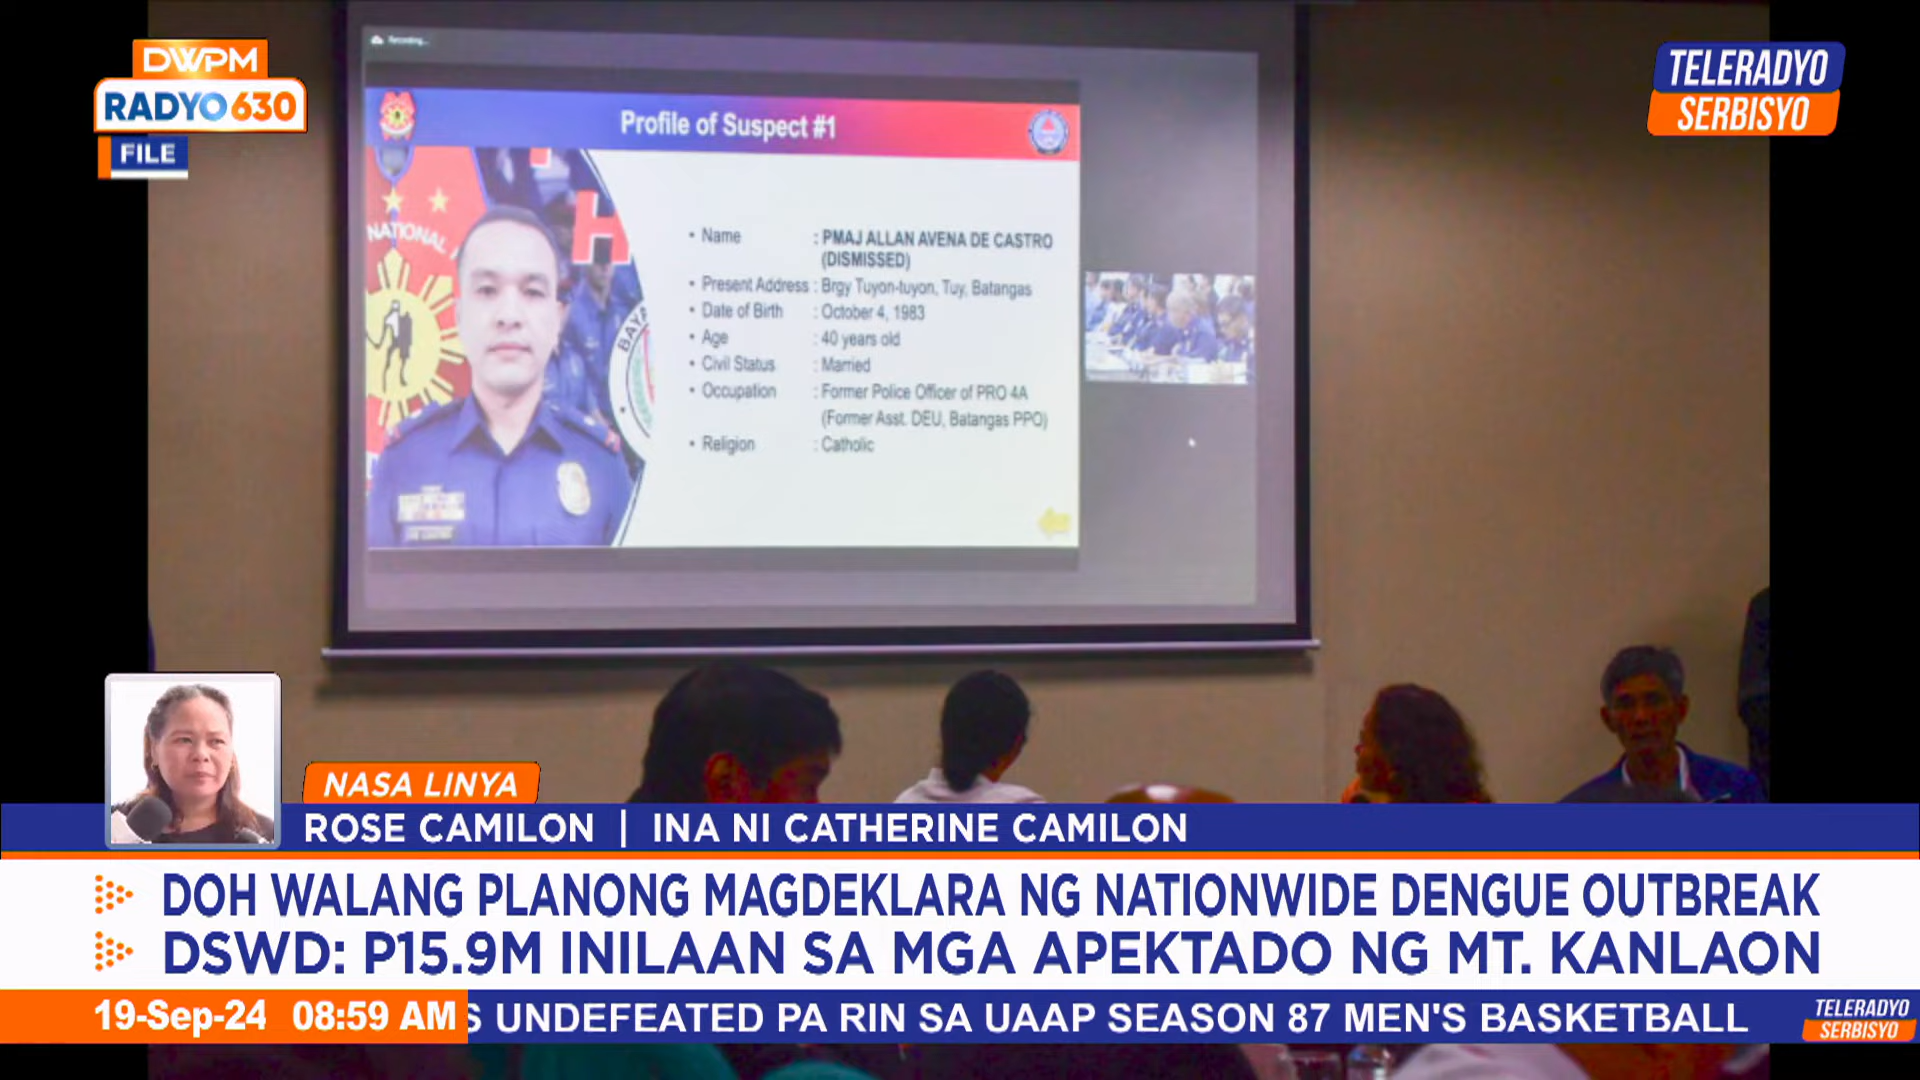 DWPM
RADYO 630
FILE
TELERADYO
SERBISYO
Recording...
Profile of Suspect #1
NATIONAL
H
BAYA
• Name : PMAJ ALLAN AVENA DE CASTRO
(DISMISSED)
• Present Address : Brgy Tuyon-tuyon, Tuy, Batangas
• Date of Birth : October 4, 1983
• Age : 40 years old
• Civil Status : Married
• Occupation : Former Police Officer of PRO 4A
(Former Asst. DEU, Batangas PPO)
• Religion : Catholic
NASA LINYA
ROSE CAMILON | INA NI CATHERINE CAMILON
DOH WALANG PLANONG MAGDEKLARA NG NATIONWIDE DENGUE OUTBREAK
DSWD: P15.9M INILAAN SA MGA APEKTADO NG MT. KANLAON
19-Sep-24 08:59 AM
S UNDEFEATED PA RIN SA UAAP SEASON 87 MEN'S BASKETBALL
TELERADYO
SERBISYO